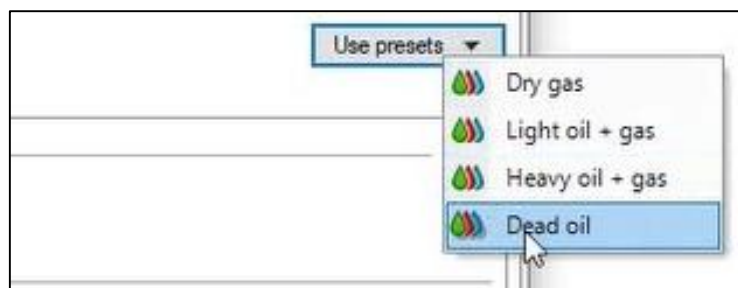 Use presets
Dry gas
Light oil + gas
Heavy oil + gas
Dead oil